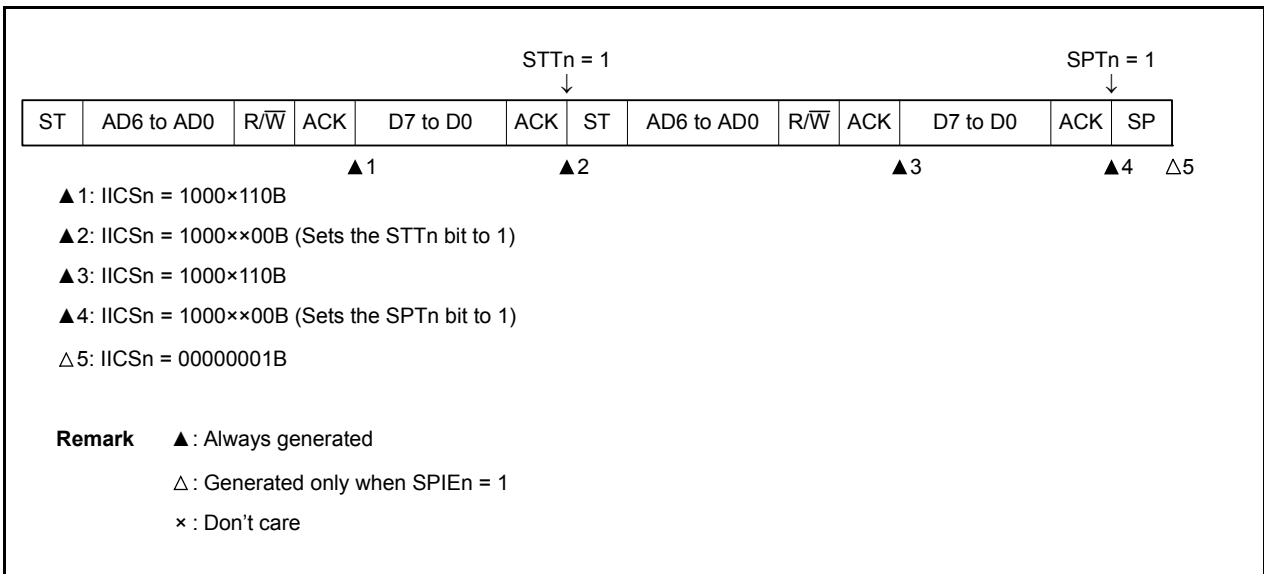 STTn = 1 SPTn = 1
↓ ↓
ST AD6 to AD0 R/W̅ ACK D7 to D0 ACK ST AD6 to AD0 R/W̅ ACK D7 to D0 ACK SP
▲1 ▲2 ▲3 ▲4 △5
▲1: IICSn = 1000×110B
▲2: IICSn = 1000××00B (Sets the STTn bit to 1)
▲3: IICSn = 1000×110B
▲4: IICSn = 1000××00B (Sets the SPTn bit to 1)
△5: IICSn = 00000001B
Remark ▲: Always generated
△: Generated only when SPIEn = 1
×: Don't care